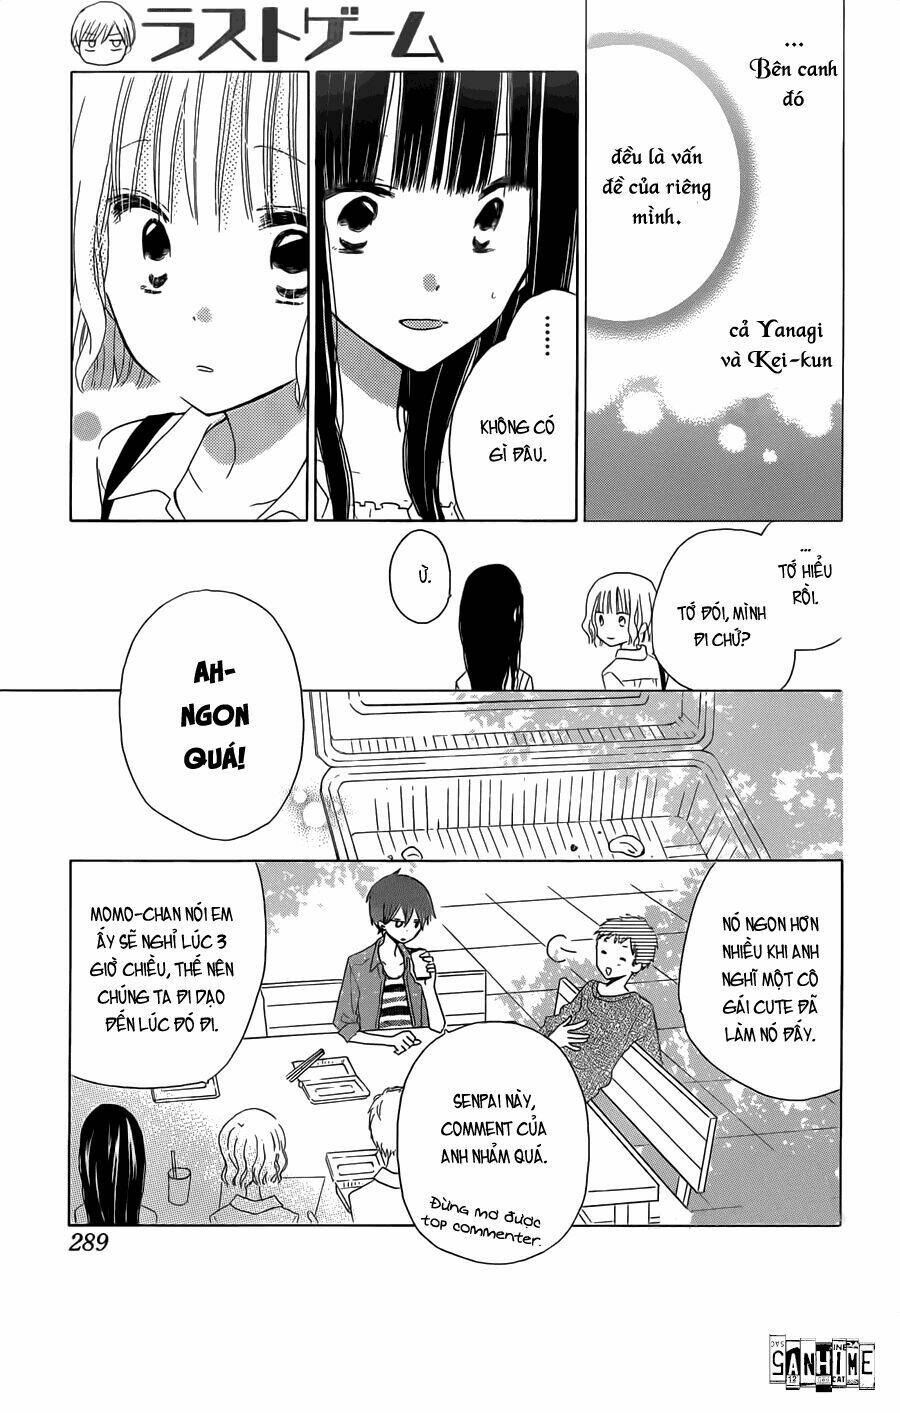 ラストゲーム
...
Bên canh
đó
đều là vấn
đề của riêng
mình.
cả Yanagi
và Kei-kun
........
KHÔNG CÓ
GÌ ĐÂU.
...
TỚ HIỂU
RỒI.
TỚ ĐÓI, MÌNH
ĐI CHỨ?
Ừ.
AH-
NGON
QUÁ!
NÓ NGON HƠN
NHIỀU KHI ANH
NGHĨ MỘT CÔ
GÁI CUTE ĐÃ
LÀM NÓ ĐẤY.
SENPAI NÀY,
COMMENT CỦA
ANH NHẢM QUÁ.
Đừng mơ được
top commenter.
MOMO-CHAN NÓI EM
ẤY SẼ NGHỈ LÚC 3
GIỜ CHIỀU, THẾ NÊN
CHÚNG TA ĐI DẠO
ĐẾN LÚC ĐÓ ĐI.
289
SANHIME